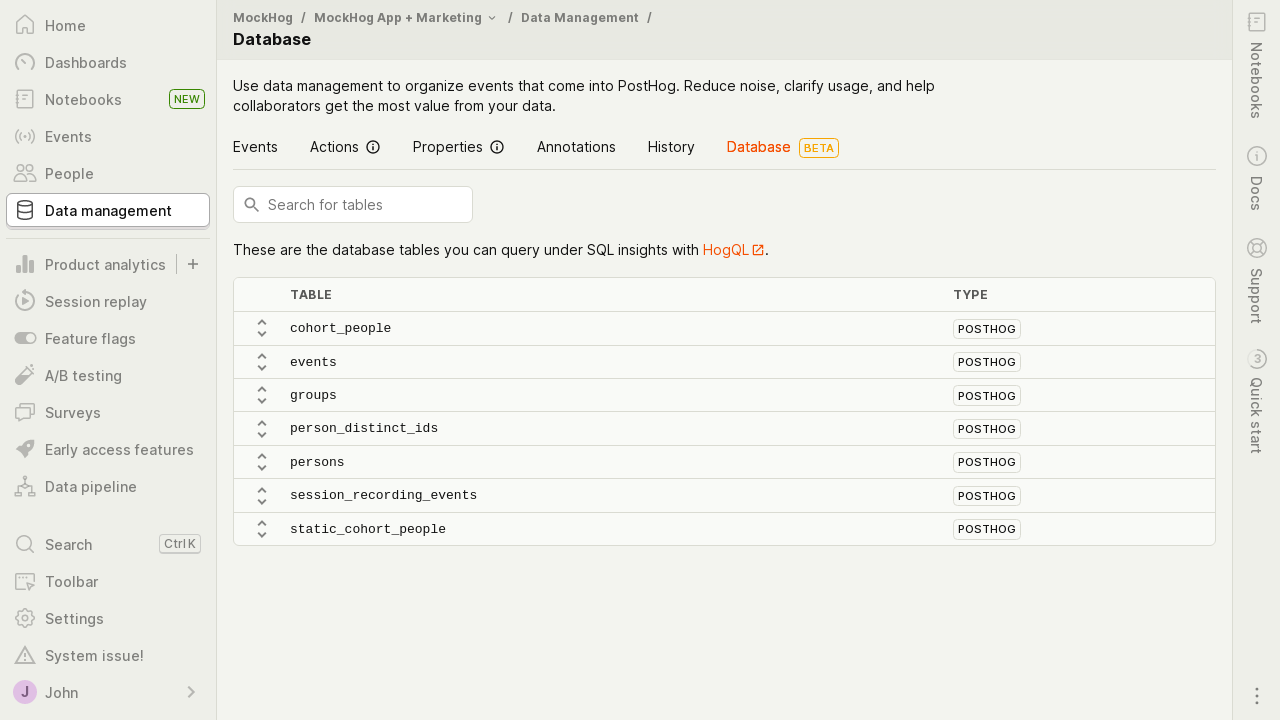 Home
Dashboards
Notebooks NEW
Events
People
Data management
Product analytics
Session replay
Feature flags
A/B testing
Surveys
Early access features
Data pipeline
Search Ctrl K
Toolbar
Settings
System issue!
J John
MockHog / MockHog App + Marketing / Data Management /
Database
Use data management to organize events that come into PostHog. Reduce noise, clarify usage, and help
collaborators get the most value from your data.
Events Actions Properties Annotations History Database BETA
Search for tables
These are the database tables you can query under SQL insights with HogQL.
TABLE TYPE
cohort_people POSTHOG
events POSTHOG
groups POSTHOG
person_distinct_ids POSTHOG
persons POSTHOG
session_recording_events POSTHOG
static_cohort_people POSTHOG
Notebooks
Docs
Support
3 Quick start